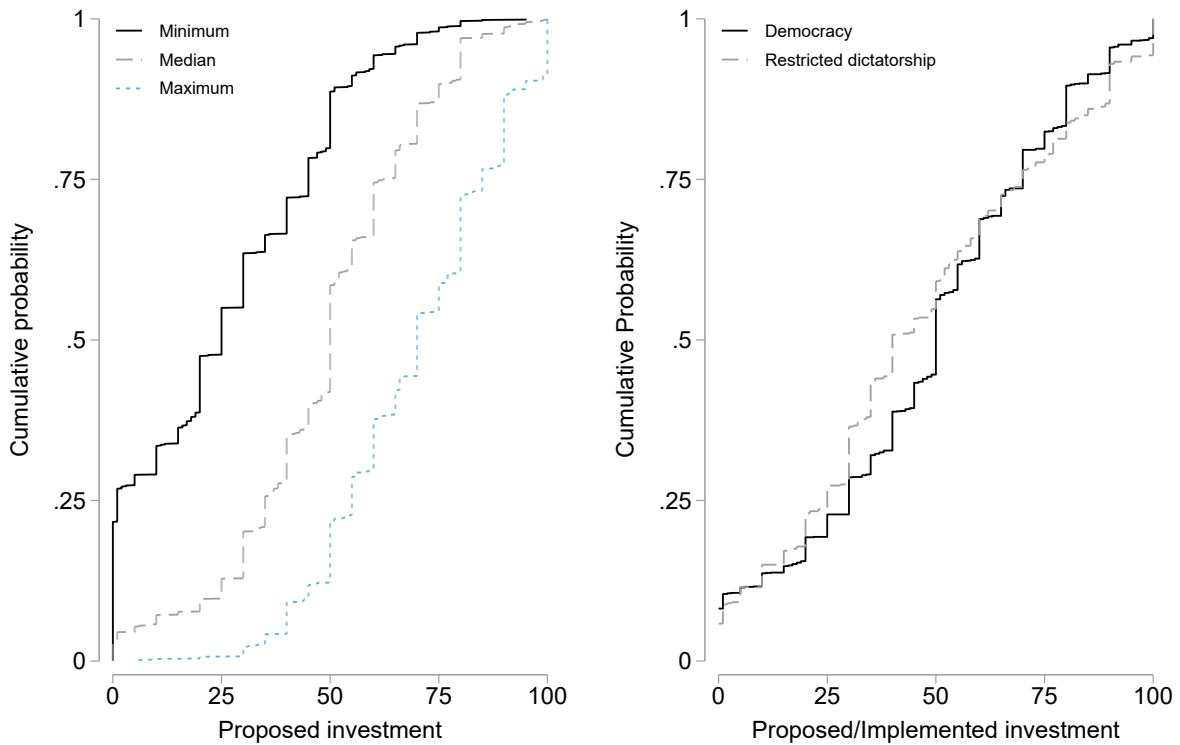 Minimum
Median
Maximum
1
.75
.5
.25
0
Cumulative probability
0 25 50 75 100
Proposed investment
Democracy
Restricted dictatorship
1
.75
.5
.25
0
Cumulative Probability
0 25 50 75 100
Proposed/Implemented investment